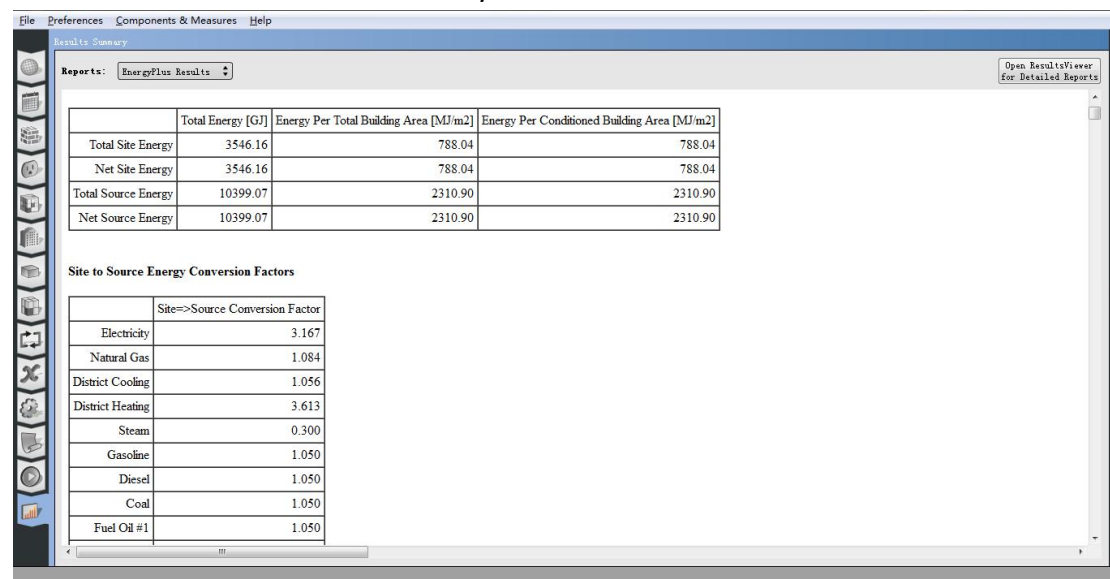 File Preferences Components & Measures Help
Results Summary
Reports: EnergyPlus Results
Open ResultsViewer
for Detailed Reports
Total Energy [GJ] Energy Per Total Building Area [MJ/m2] Energy Per Conditioned Building Area [MJ/m2]
Total Site Energy 3546.16 788.04 788.04
Net Site Energy 3546.16 788.04 788.04
Total Source Energy 10399.07 2310.90 2310.90
Net Source Energy 10399.07 2310.90 2310.90
Site to Source Energy Conversion Factors
Site=>Source Conversion Factor
Electricity 3.167
Natural Gas 1.084
District Cooling 1.056
District Heating 3.613
Steam 0.300
Gasoline 1.050
Diesel 1.050
Coal 1.050
Fuel Oil #1 1.050